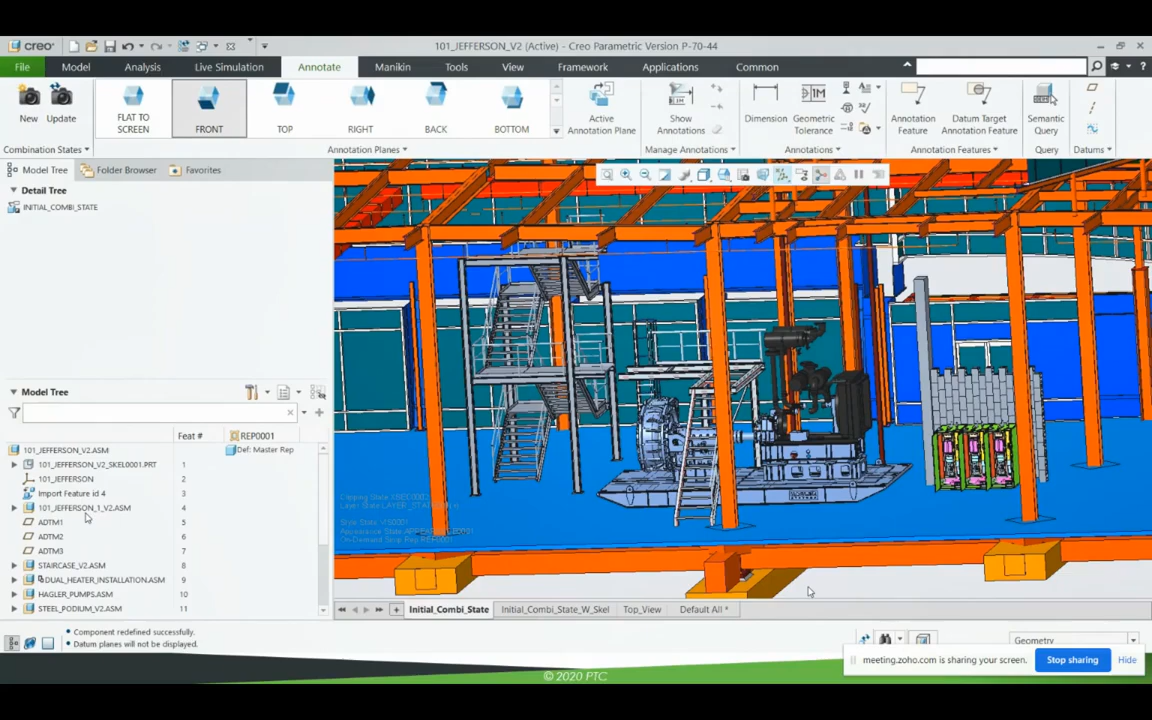 creo
101_JEFFERSON_V2 (Active) - Creo Parametric Version P-70-44
File Model Analysis Live Simulation Annotate Manikin Tools View Framework Applications Common
New Update
FLAT TO SCREEN
FRONT
TOP
RIGHT
BACK
BOTTOM
Active Annotation Plane
Show Annotations
Dimension
Geometric Tolerance
Annotation Feature
Datum Target Annotation Feature
Semantic Query
Combination States
Annotation Planes
Manage Annotations
Annotations
Annotation Features
Query
Datums
Model Tree Folder Browser Favorites
Detail Tree
INITIAL_COMBI_STATE
Model Tree
Feat # REP0001
101_JEFFERSON_V2.ASM Def: Master Rep
101_JEFFERSON_V2_SKEL0001.PRT 1
101_JEFFERSON 2
Import Feature id 4 3
101_JEFFERSON_1_V2.ASM 4
ADTM1 5
ADTM2 6
ADTM3 7
STAIRCASE_V2.ASM 8
DUAL_HEATER_INSTALLATION.ASM 9
HAGLER_PUMPS.ASM 10
STEEL_PODIUM_V2.ASM 11
Initial_Combi_State Initial_Combi_State_W_Skel Top_View Default All *
• Component redefined successfully.
• Datum planes will not be displayed.
Geometry
meeting.zoho.com is sharing your screen. Stop sharing Hide
© 2020 PTC